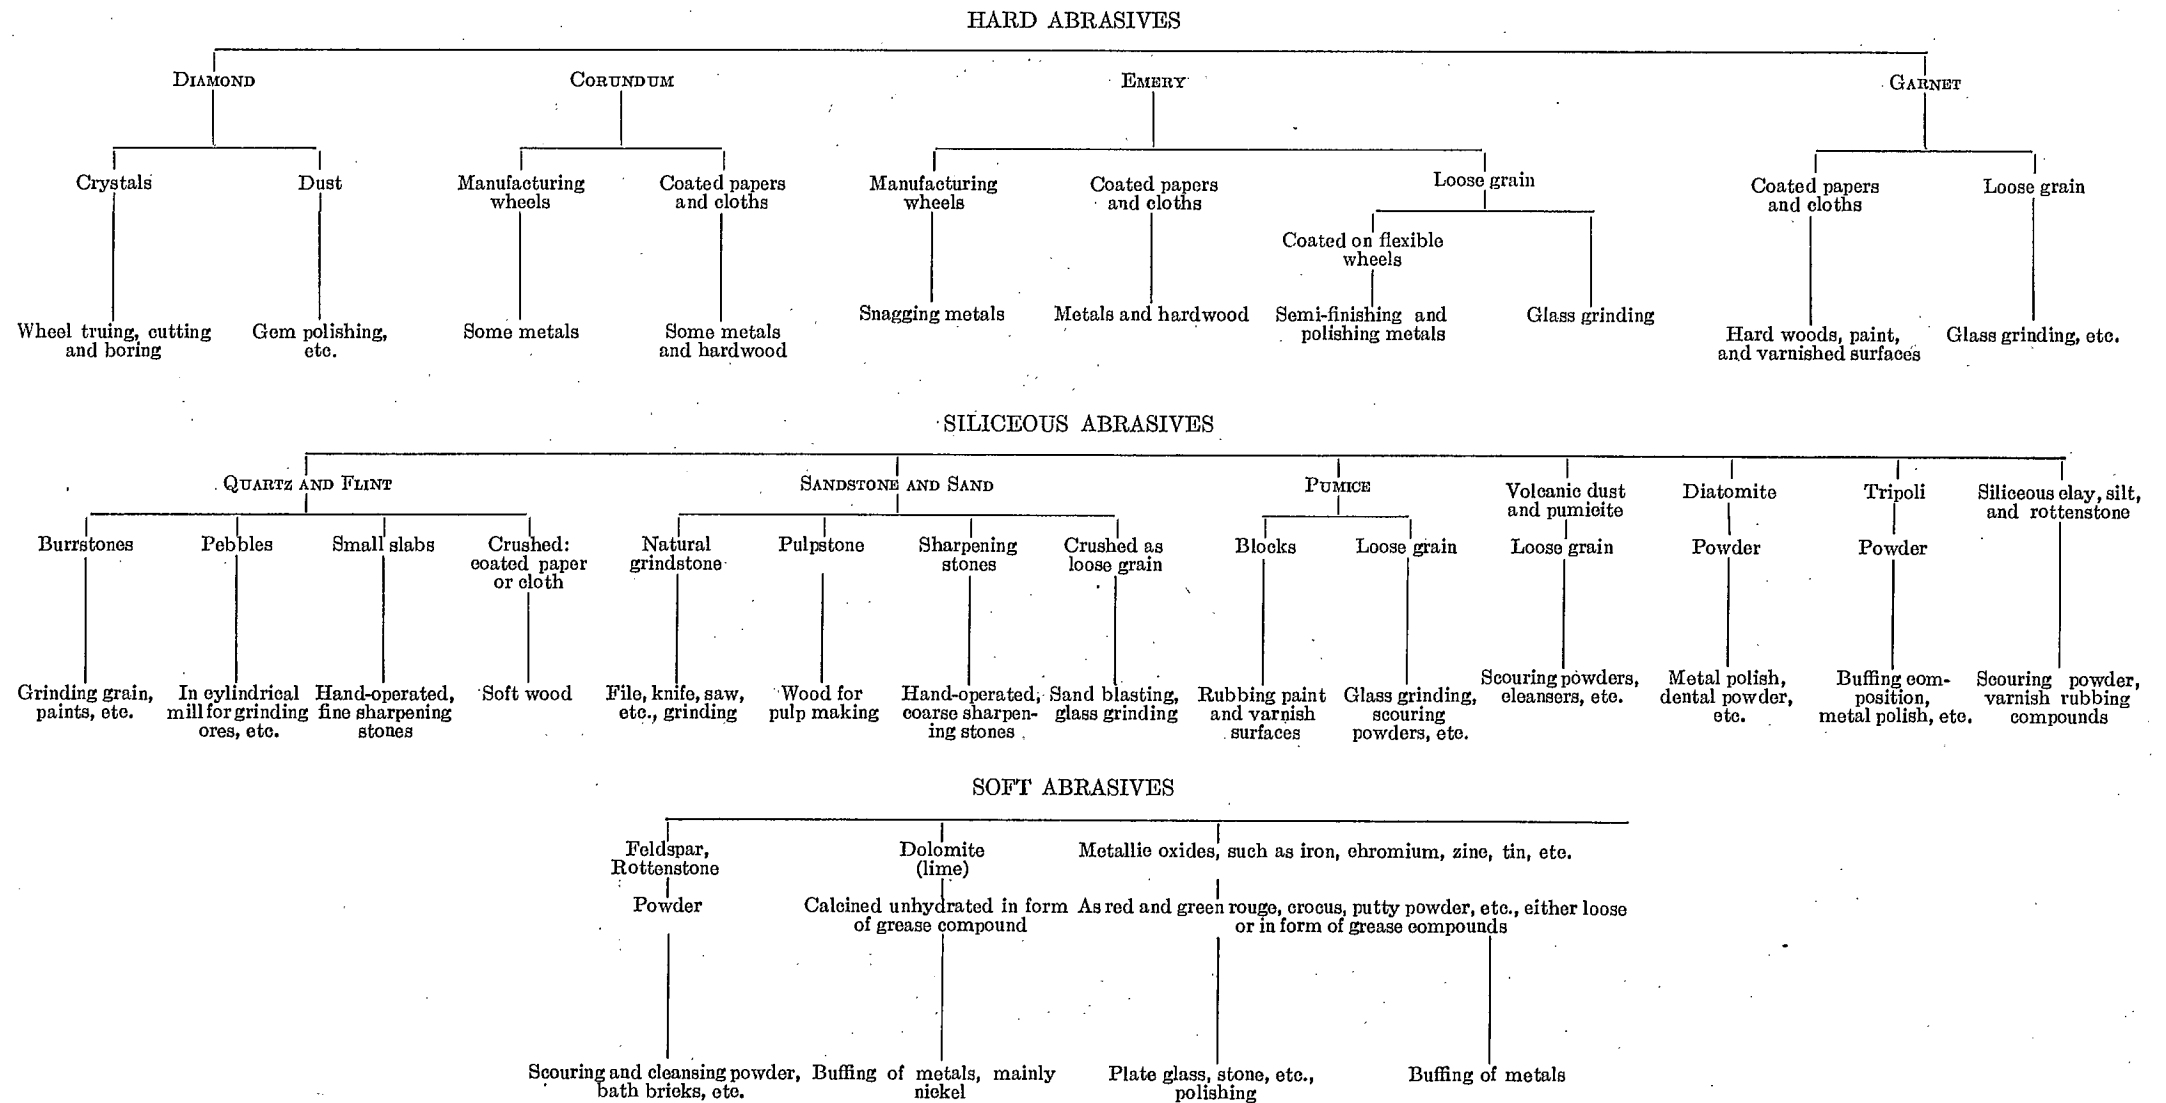 HARD ABRASIVES
DIAMOND
CORUNDUM
EMERY
GARNET
Crystals
Dust
Manufacturing
wheels
Coated papers
and cloths
Manufacturing
wheels
Coated papers
and cloths
Loose grain
Coated papers
and cloths
Loose grain
Coated on flexible
wheels
Wheel truing, cutting
and boring
Gem polishing,
etc.
Some metals
Some metals
and hardwood
Snagging metals
Metals and hardwood
Semi-finishing and
polishing metals
Glass grinding
Hard woods, paint,
and varnished surfaces
Glass grinding, etc.
SILICEOUS ABRASIVES
QUARTZ AND FLINT
SANDSTONE AND SAND
PUMICE
Volcanic dust
and pumicite
Diatomite
Tripoli
Siliceous clay, silt,
and rottenstone
Burrstones
Pebbles
Small slabs
Crushed:
coated paper
or cloth
Natural
grindstone
Pulpstone
Sharpening
stones
Crushed as
loose grain
Blocks
Loose grain
Loose grain
Powder
Powder
Grinding grain,
paints, etc.
In cylindrical
mill for grinding
ores, etc.
Hand-operated,
fine sharpening
stones
Soft wood
File, knife, saw,
etc., grinding
Wood for
pulp making
Hand-operated,
coarse sharpen-
ing stones
Sand blasting,
glass grinding
Rubbing paint
and varnish
surfaces
Glass grinding,
scouring
powders, etc.
Scouring powders,
cleansers, etc.
Metal polish,
dental powder,
etc.
Buffing com-
position,
metal polish, etc.
Scouring powder,
varnish rubbing
compounds
SOFT ABRASIVES
Feldspar,
Rottenstone
Dolomite
(lime)
Metallic oxides, such as iron, chromium, zinc, tin, etc.
Powder
Calcined unhydrated in form
of grease compound
As red and green rouge, crocus, putty powder, etc., either loose
or in form of grease compounds
Scouring and cleansing powder,
bath bricks, etc.
Buffing of metals, mainly
nickel
Plate glass, stone, etc.,
polishing
Buffing of metals